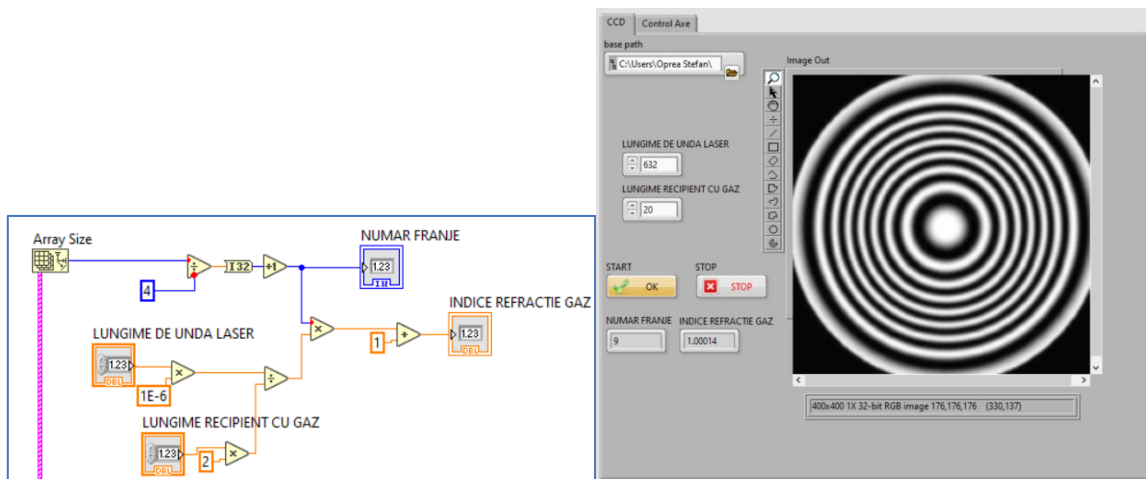 Array Size
NUMAR FRANJE
I32
+1
1.23
4
INDICE REFRACTIE GAZ
LUNGIME DE UNDA LASER
1
1.23
DBL
1.23
DBL
1E-6
LUNGIME RECIPIENT CU GAZ
1.23
DBL
2
CCD Control Axe
base path
C:\Users\Oprea Stefan\
Image Out
LUNGIME DE UNDA LASER
632
LUNGIME RECIPIENT CU GAZ
20
START STOP
OK STOP
NUMAR FRANJE INDICE REFRACTIE GAZ
9 1.00014
400x400 1X 32-bit RGB image 176,176,176 (330,137)